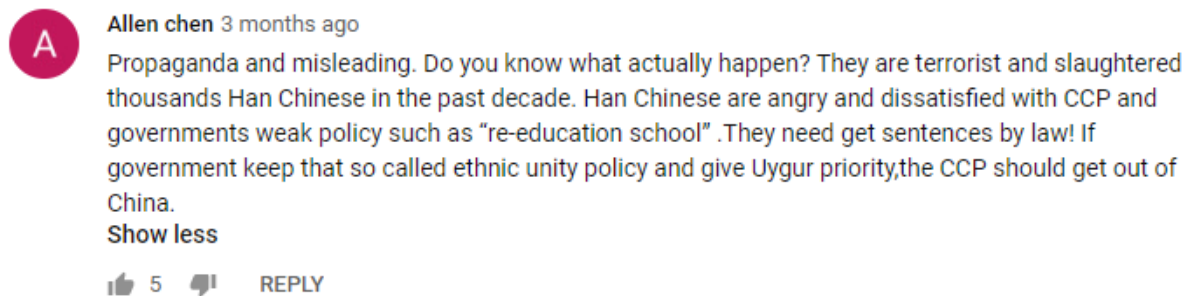 A
Allen chen 3 months ago
Propaganda and misleading. Do you know what actually happen? They are terrorist and slaughtered
thousands Han Chinese in the past decade. Han Chinese are angry and dissatisfied with CCP and
governments weak policy such as “re-education school” .They need get sentences by law! If
government keep that so called ethnic unity policy and give Uygur priority,the CCP should get out of
China.
Show less
5 REPLY